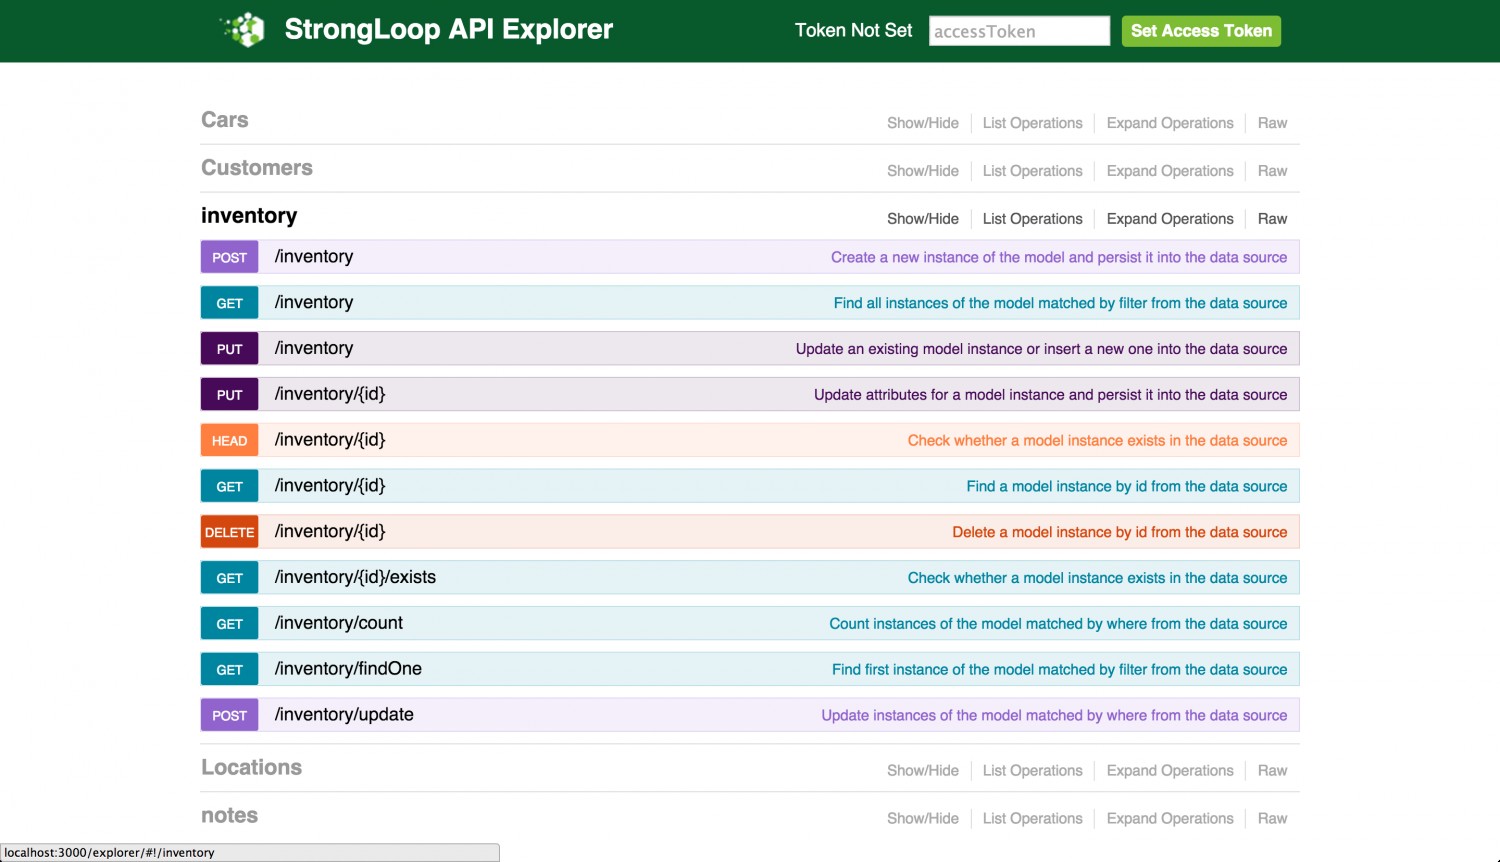 StrongLoop API Explorer Token Not Set accessToken Set Access Token
Cars Show/Hide List Operations Expand Operations Raw
Customers Show/Hide List Operations Expand Operations Raw
inventory Show/Hide List Operations Expand Operations Raw
POST /inventory Create a new instance of the model and persist it into the data source
GET /inventory Find all instances of the model matched by filter from the data source
PUT /inventory Update an existing model instance or insert a new one into the data source
PUT /inventory/{id} Update attributes for a model instance and persist it into the data source
HEAD /inventory/{id} Check whether a model instance exists in the data source
GET /inventory/{id} Find a model instance by id from the data source
DELETE /inventory/{id} Delete a model instance by id from the data source
GET /inventory/{id}/exists Check whether a model instance exists in the data source
GET /inventory/count Count instances of the model matched by where from the data source
GET /inventory/findOne Find first instance of the model matched by filter from the data source
POST /inventory/update Update instances of the model matched by where from the data source
Locations Show/Hide List Operations Expand Operations Raw
notes Show/Hide List Operations Expand Operations Raw
localhost:3000/explorer/#!/inventory